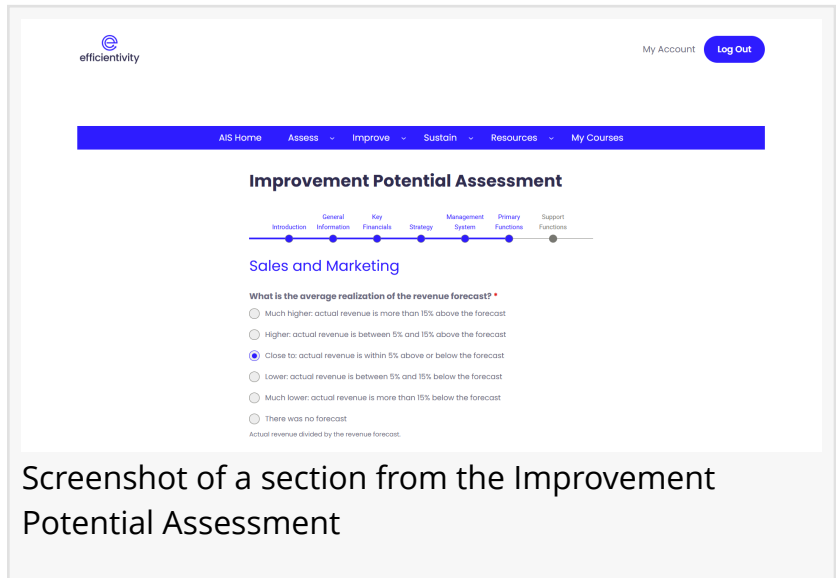 efficientivity
My Account Log Out
AIS Home Assess Improve Sustain Resources My Courses
Improvement Potential Assessment
Introduction
General Information
Key Financials
Strategy
Management System
Primary Functions
Support Functions
Sales and Marketing
What is the average realization of the revenue forecast? *
Much higher: actual revenue is more than 15% above the forecast
Higher: actual revenue is between 5% and 15% above the forecast
Close to: actual revenue is within 5% above or below the forecast
Lower: actual revenue is between 5% and 15% below the forecast
Much lower: actual revenue is more than 15% below the forecast
There was no forecast
Actual revenue divided by the revenue forecast.
Screenshot of a section from the Improvement
Potential Assessment